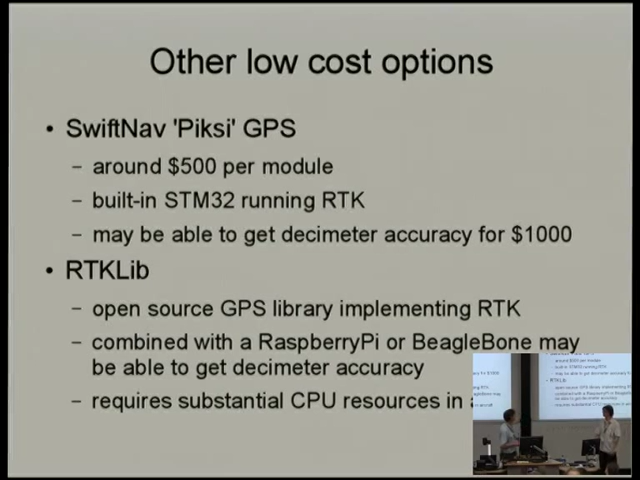 Other low cost options
• SwiftNav 'Piksi' GPS
– around $500 per module
– built-in STM32 running RTK
– may be able to get decimeter accuracy for $1000
• RTKLib
– open source GPS library implementing RTK
– combined with a RaspberryPi or BeagleBone may
be able to get decimeter accuracy
– requires substantial CPU resources in